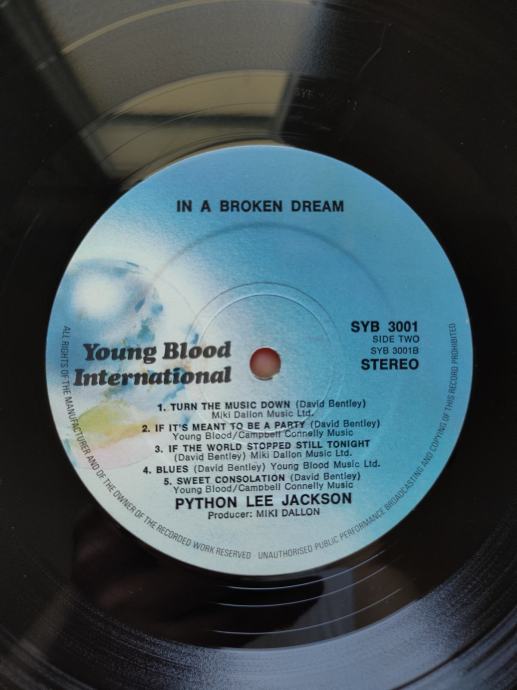 IN A BROKEN DREAM
SYB 3001
SIDE TWO
SYB 3001B
STEREO
Young Blood
International
1. TURN THE MUSIC DOWN (David Bentley)
Miki Dallon Music Ltd.
2. IF IT'S MEANT TO BE A PARTY (David Bentley)
Young Blood/Campbell Connelly Music
3. IF THE WORLD STOPPED STILL TONIGHT
(David Bentley) Miki Dallon Music Ltd.
4. BLUES (David Bentley) Young Blood Music Ltd.
5. SWEET CONSOLATION (David Bentley)
Young Blood/Campbell Connelly Music
PYTHON LEE JACKSON
Producer: MIKI DALLON
ALL RIGHTS OF THE MANUFACTURER AND OF THE OWNER OF THE RECORDED WORK RESERVED · UNAUTHORISED PUBLIC PERFORMANCE BROADCASTING AND COPYING OF THIS RECORD PROHIBITED